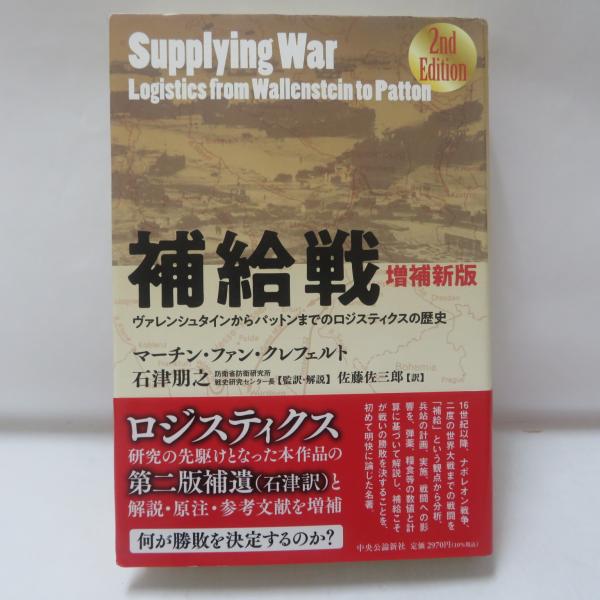 Supplying War
Logistics from Wallenstein to Patton
2nd
Edition
補給戦 増補新版
ヴァレンシュタインからパットンまでのロジスティクスの歴史
マーチン・ファン・クレフェルト
石津朋之 防衛省防衛研究所 戦史研究センター長【監訳・解説】 佐藤佐三郎【訳】
Bohemia
Prague
ロジスティクス
研究の先駆けとなった本作品の
第二版補遺(石津訳)と
解説・原注・参考文献を増補
何が勝敗を決定するのか?
16世紀以降、ナポレオン戦争、
二度の世界大戦までの戦闘を
「補給」という観点から分析。
兵站の計画、実施、戦闘への影
響を、弾薬、糧食等の数値と計
算に基づいて解説し、補給こそ
が戦いの勝敗を決することを、
初めて明快に論じた名著。
中央公論新社 定価 2970円(10%税込)